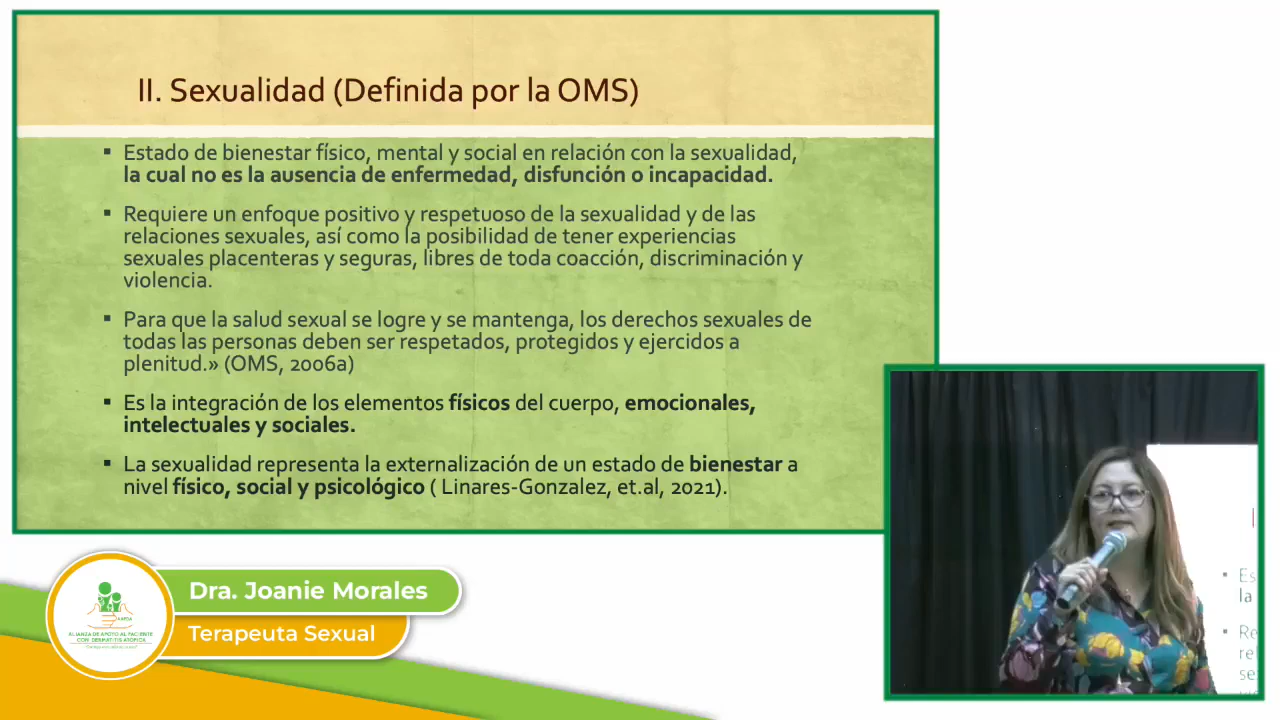 II. Sexualidad (Definida por la OMS)
▪ Estado de bienestar físico, mental y social en relación con la sexualidad,
la cual no es la ausencia de enfermedad, disfunción o incapacidad.
▪ Requiere un enfoque positivo y respetuoso de la sexualidad y de las
relaciones sexuales, así como la posibilidad de tener experiencias
sexuales placenteras y seguras, libres de toda coacción, discriminación y
violencia.
▪ Para que la salud sexual se logre y se mantenga, los derechos sexuales de
todas las personas deben ser respetados, protegidos y ejercidos a
plenitud.» (OMS, 2006a)
▪ Es la integración de los elementos físicos del cuerpo, emocionales,
intelectuales y sociales.
▪ La sexualidad representa la externalización de un estado de bienestar a
nivel físico, social y psicológico ( Linares-Gonzalez, et.al, 2021).
Dra. Joanie Morales
Terapeuta Sexual
ALIANZA DE APOYO AL PACIENTE
CON DERMATITIS ATOPICA
▪ Es
la
▪ Re
rel
se